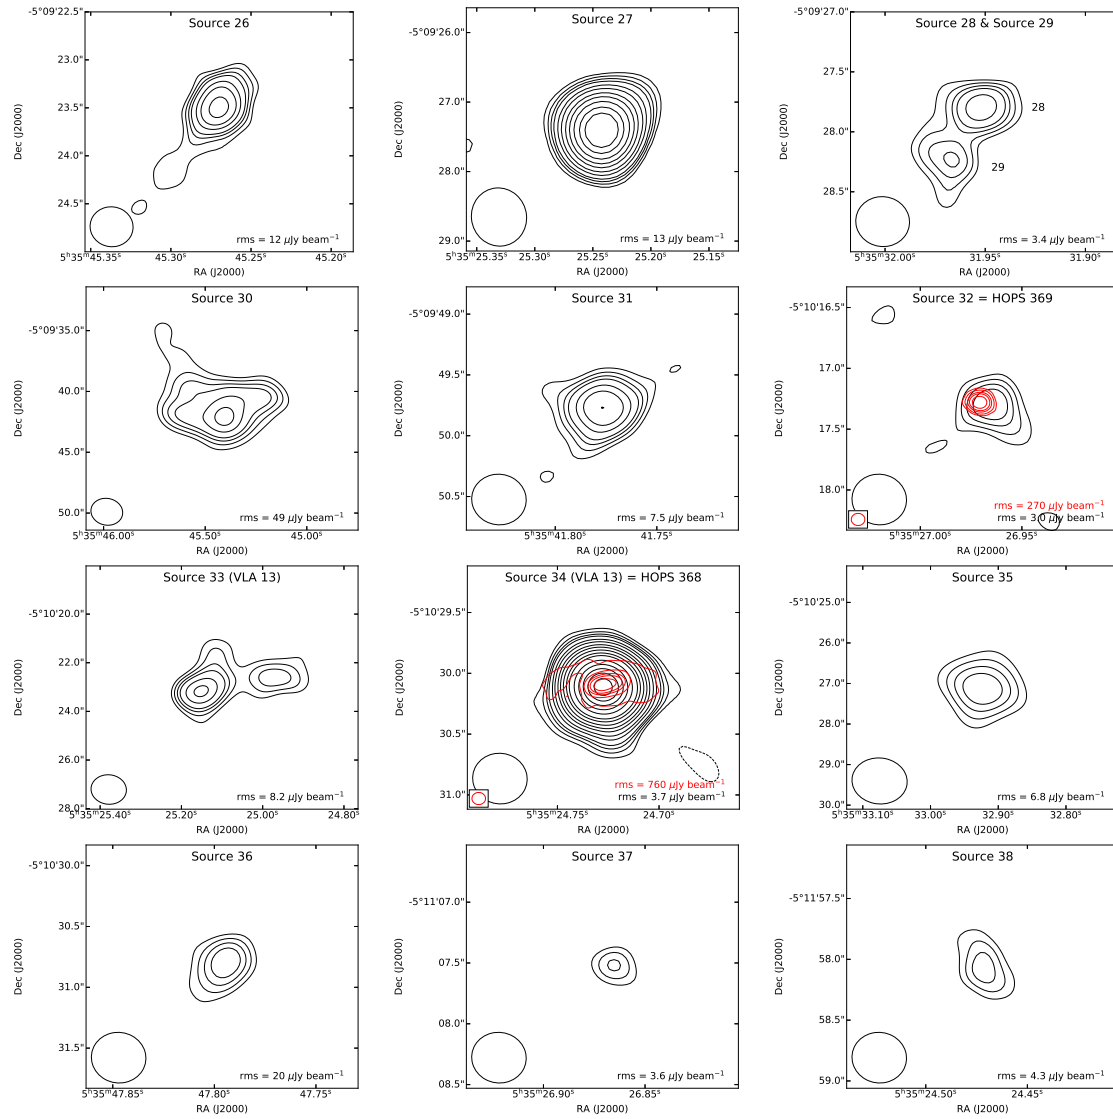 Source 26
-5°09'22.5"
23.0"
23.5"
24.0"
24.5"
Dec (J2000)
rms = 12 μJy beam⁻¹
5ʰ35ᵐ45.35ˢ 45.30ˢ 45.25ˢ 45.20ˢ
RA (J2000)
Source 27
-5°09'26.0"
27.0"
28.0"
29.0"
Dec (J2000)
rms = 13 μJy beam⁻¹
5ʰ35ᵐ25.35ˢ 25.30ˢ 25.25ˢ 25.20ˢ 25.15ˢ
RA (J2000)
Source 28 & Source 29
-5°09'27.0"
27.5"
28.0"
28.5"
Dec (J2000)
28
29
rms = 3.4 μJy beam⁻¹
5ʰ35ᵐ32.00ˢ 31.95ˢ 31.90ˢ
RA (J2000)
Source 30
-5°09'35.0"
40.0"
45.0"
50.0"
Dec (J2000)
rms = 49 μJy beam⁻¹
5ʰ35ᵐ46.00ˢ 45.50ˢ 45.00ˢ
RA (J2000)
Source 31
-5°09'49.0"
49.5"
50.0"
50.5"
Dec (J2000)
rms = 7.5 μJy beam⁻¹
5ʰ35ᵐ41.80ˢ 41.75ˢ
RA (J2000)
Source 32 = HOPS 369
-5°10'16.5"
17.0"
17.5"
18.0"
Dec (J2000)
rms = 270 μJy beam⁻¹
rms = 3.0 μJy beam⁻¹
5ʰ35ᵐ27.00ˢ 26.95ˢ
RA (J2000)
Source 33 (VLA 13)
-5°10'20.0"
22.0"
24.0"
26.0"
28.0"
Dec (J2000)
rms = 8.2 μJy beam⁻¹
5ʰ35ᵐ25.40ˢ 25.20ˢ 25.00ˢ 24.80ˢ
RA (J2000)
Source 34 (VLA 13) = HOPS 368
-5°10'29.5"
30.0"
30.5"
31.0"
Dec (J2000)
rms = 760 μJy beam⁻¹
rms = 3.7 μJy beam⁻¹
5ʰ35ᵐ24.75ˢ 24.70ˢ
RA (J2000)
Source 35
-5°10'25.0"
26.0"
27.0"
28.0"
29.0"
30.0"
Dec (J2000)
rms = 6.8 μJy beam⁻¹
5ʰ35ᵐ33.10ˢ 33.00ˢ 32.90ˢ 32.80ˢ
RA (J2000)
Source 36
-5°10'30.0"
30.5"
31.0"
31.5"
Dec (J2000)
rms = 20 μJy beam⁻¹
5ʰ35ᵐ47.85ˢ 47.80ˢ 47.75ˢ
RA (J2000)
Source 37
-5°11'07.0"
07.5"
08.0"
08.5"
Dec (J2000)
rms = 3.6 μJy beam⁻¹
5ʰ35ᵐ26.90ˢ 26.85ˢ
RA (J2000)
Source 38
-5°11'57.5"
58.0"
58.5"
59.0"
Dec (J2000)
rms = 4.3 μJy beam⁻¹
5ʰ35ᵐ24.50ˢ 24.45ˢ
RA (J2000)